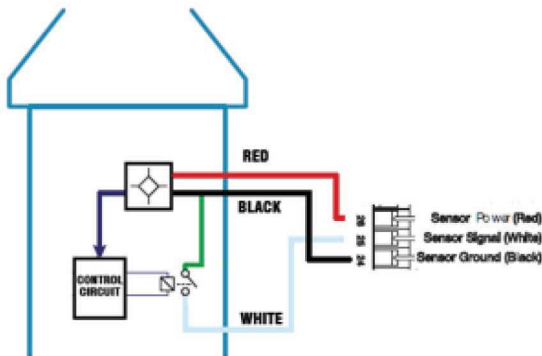 RED
BLACK
CONTROL
CIRCUIT
WHITE
26 Sensor Power (Red)
25 Sensor Signal (White)
24 Sensor Ground (Black)